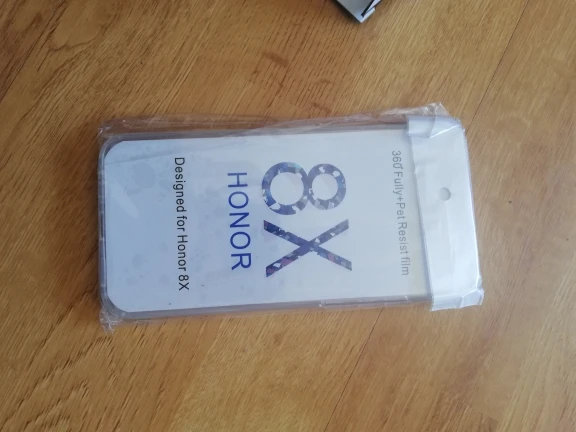 360°Fully+Pet Resist film
8X
HONOR
Designed for Honor 8X